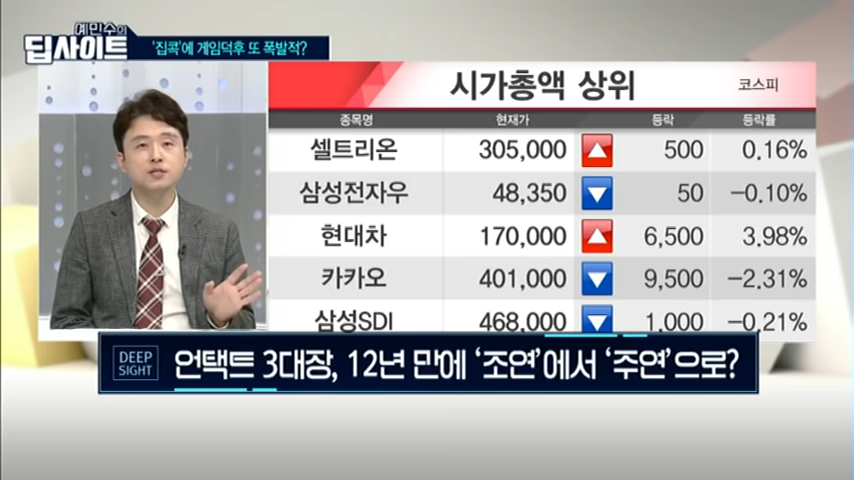 예민수의
딥사이트
'집콕'에 게임덕후 또 폭발적?
시가총액 상위
코스피
종목명 현재가 등락 등락률
셀트리온 305,000 500 0.16%
삼성전자우 48,350 50 -0.10%
현대차 170,000 6,500 3.98%
카카오 401,000 9,500 -2.31%
삼성SDI 468,000 1,000 -0.21%
DEEP
SIGHT
언택트 3대장, 12년 만에 '조연'에서 '주연'으로?